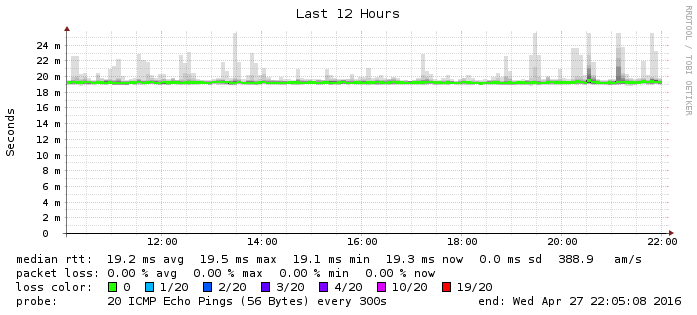 Last 12 Hours
RRDTOOL / TOBI OETIKER
Seconds
24 m
22 m
20 m
18 m
16 m
14 m
12 m
10 m
8 m
6 m
4 m
2 m
0
12:00 14:00 16:00 18:00 20:00 22:00
median rtt: 19.2 ms avg 19.5 ms max 19.1 ms min 19.3 ms now 0.0 ms sd 388.9 am/s
packet loss: 0.00 % avg 0.00 % max 0.00 % min 0.00 % now
loss color: 0 1/20 2/20 3/20 4/20 10/20 19/20
probe: 20 ICMP Echo Pings (56 Bytes) every 300s end: Wed Apr 27 22:05:08 2016